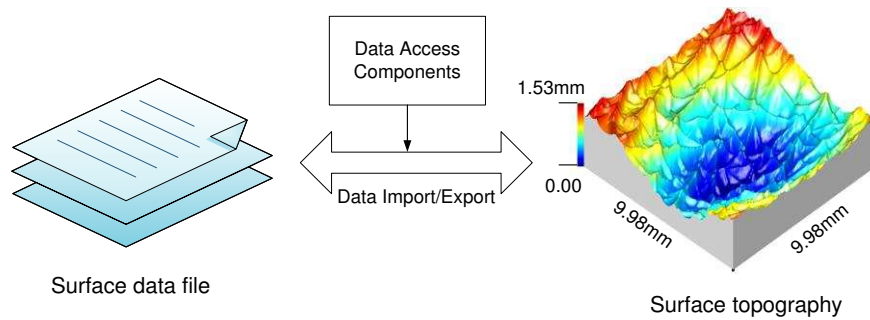 Data Access
Components
1.53mm
0.00
Data Import/Export
9.98mm
9.98mm
Surface data file
Surface topography